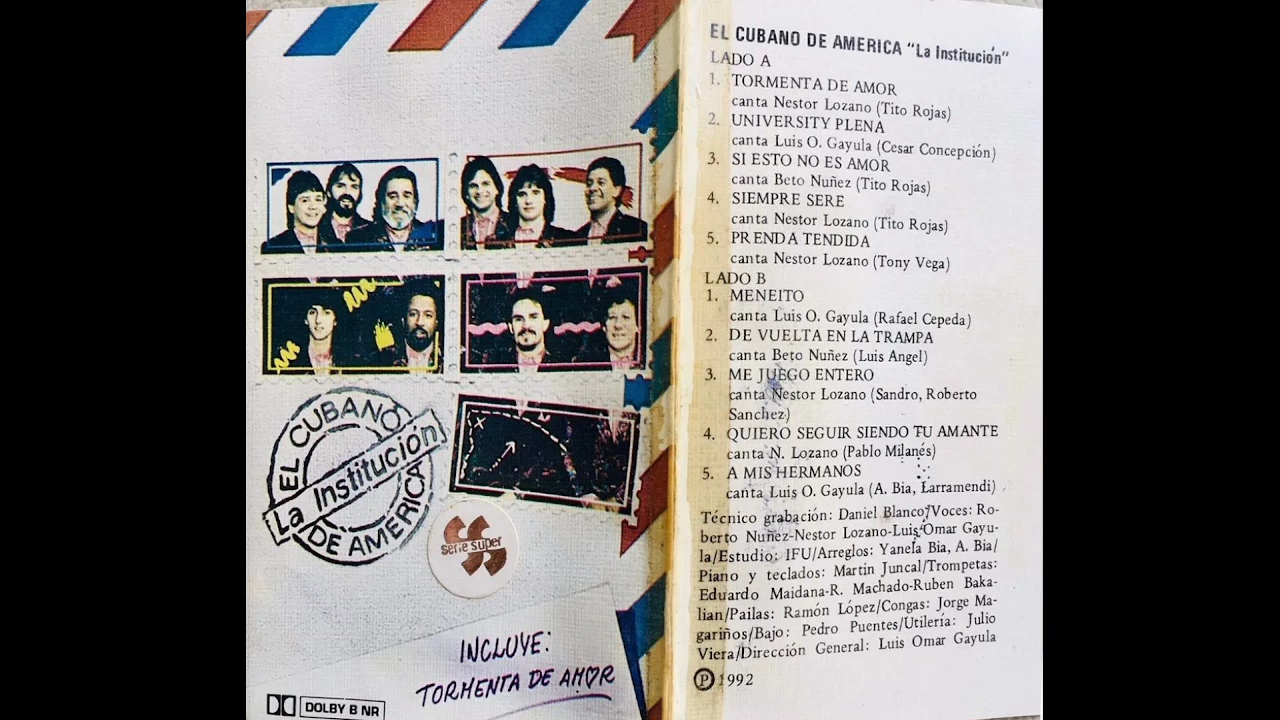 EL CUBANO
La Institución
DE AMERICA
serie super
INCLUYE:
TORMENTA DE AMOR
DOLBY B NR
EL CUBANO DE AMERICA "La Institución"
LADO A
1. TORMENTA DE AMOR
canta Nestor Lozano (Tito Rojas)
2. UNIVERSITY PLENA
canta Luis O. Gayula (Cesar Concepción)
3. SI ESTO NO ES AMOR
canta Beto Nuñez (Tito Rojas)
4. SIEMPRE SERE
canta Nestor Lozano (Tito Rojas)
5. PRENDA TENDIDA
canta Nestor Lozano (Tony Vega)
LADO B
1. MENEITO
canta Luis O. Gayula (Rafael Cepeda)
2. DE VUELTA EN LA TRAMPA
canta Beto Nuñez (Luis Angel)
3. ME JUEGO ENTERO
canta Nestor Lozano (Sandro, Roberto
Sanchez)
4. QUIERO SEGUIR SIENDO TU AMANTE
canta N. Lozano (Pablo Milanés)
5. A MIS HERMANOS
canta Luis O. Gayula (A. Bia, Larramendi)
Técnico grabación: Daniel Blanco/Voces: Ro-
berto Nuñez-Nestor Lozano-Luis Omar Gayu-
la/Estudio: IFU/Arreglos: Yanela Bia, A. Bia/
Piano y teclados: Martin Juncal/Trompetas:
Eduardo Maidana-R. Machado-Ruben Baka-
lian/Pailas: Ramón López/Congas: Jorge Ma-
gariños/Bajo: Pedro Puentes/Utilería: Julio
Viera/Dirección General: Luis Omar Gayula
Ⓟ 1992